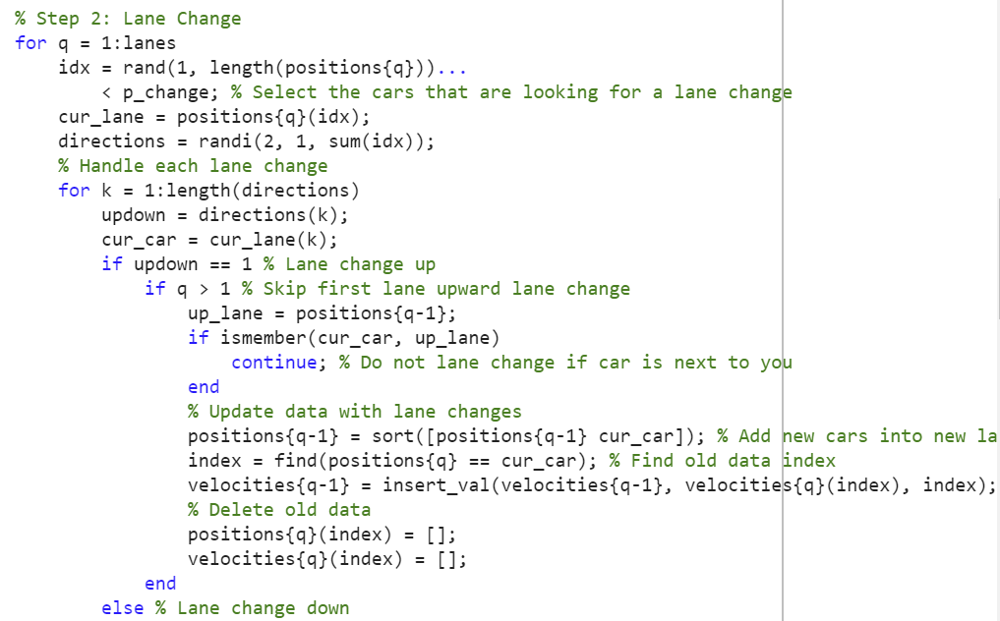 % Step 2: Lane Change
for q = 1:lanes
    idx = rand(1, length(positions{q}))...
        < p_change; % Select the cars that are looking for a lane change
    cur_lane = positions{q}(idx);
    directions = randi(2, 1, sum(idx));
    % Handle each lane change
    for k = 1:length(directions)
        updown = directions(k);
        cur_car = cur_lane(k);
        if updown == 1 % Lane change up
            if q > 1 % Skip first lane upward lane change
                up_lane = positions{q-1};
                if ismember(cur_car, up_lane)
                    continue; % Do not lane change if car is next to you
                end
                % Update data with lane changes
                positions{q-1} = sort([positions{q-1} cur_car]); % Add new cars into new la
                index = find(positions{q} == cur_car); % Find old data index
                velocities{q-1} = insert_val(velocities{q-1}, velocities{q}(index), index);
                % Delete old data
                positions{q}(index) = [];
                velocities{q}(index) = [];
            end
        else % Lane change down